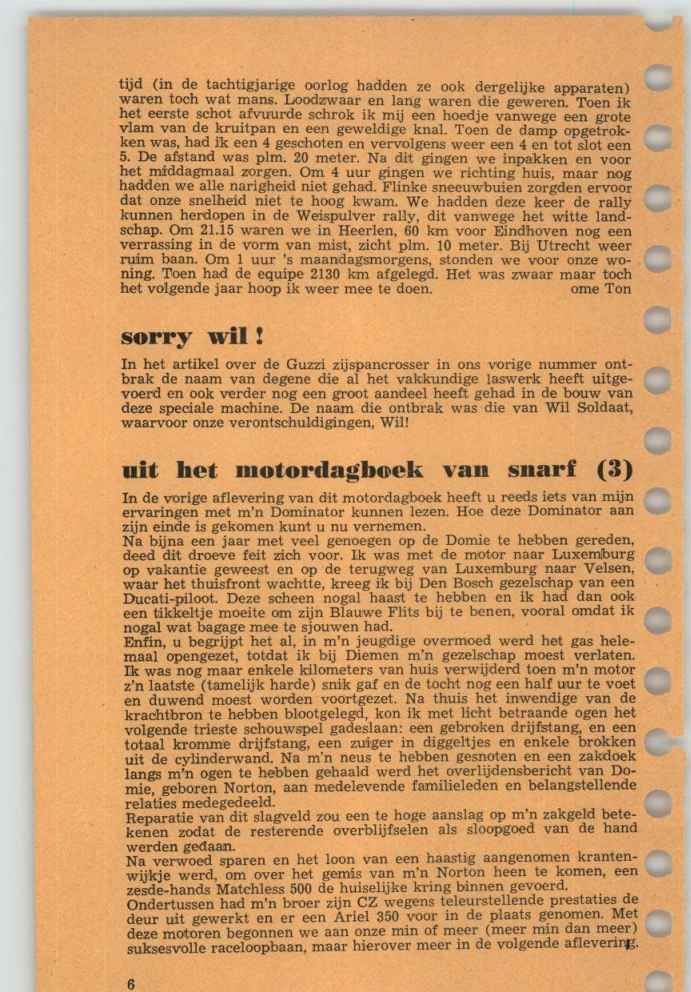 tijd (in de tachtigjarige oorlog hadden ze ook dergelijke apparaten)
waren toch wat mans. Loodzwaar en lang waren die geweren. Toen ik
het eerste schot afvuurde schrok ik mij een hoedje vanwege een grote
vlam van de kruitpan en een geweldige knal. Toen de damp opgetrok-
ken was, had ik een 4 geschoten en vervolgens weer een 4 en tot slot een
5. De afstand was plm. 20 meter. Na dit gingen we inpakken en voor
het middagmaal zorgen. Om 4 uur gingen we richting huis, maar nog
hadden we alle narigheid niet gehad. Flinke sneeuwbuien zorgden ervoor
dat onze snelheid niet te hoog kwam. We hadden deze keer de rally
kunnen herdopen in de Weispulver rally, dit vanwege het witte land-
schap. Om 21.15 waren we in Heerlen, 60 km voor Eindhoven nog een
verrassing in de vorm van mist, zicht plm. 10 meter. Bij Utrecht weer
ruim baan. Om 1 uur 's maandagsmorgens, stonden we voor onze wo-
ning. Toen had de equipe 2130 km afgelegd. Het was zwaar maar toch
het volgende jaar hoop ik weer mee te doen. ome Ton
sorry wil !
In het artikel over de Guzzi zijspancrosser in ons vorige nummer ont-
brak de naam van degene die al het vakkundige laswerk heeft uitge-
voerd en ook verder nog een groot aandeel heeft gehad in de bouw van
deze speciale machine. De naam die ontbrak was die van Wil Soldaat,
waarvoor onze verontschuldigingen, Wil!
uit het motordagboek van snarf (3)
In de vorige aflevering van dit motordagboek heeft u reeds iets van mijn
ervaringen met m'n Dominator kunnen lezen. Hoe deze Dominator aan
zijn einde is gekomen kunt u nu vernemen.
Na bijna een jaar met veel genoegen op de Domie te hebben gereden,
deed dit droeve feit zich voor. Ik was met de motor naar Luxemburg
op vakantie geweest en op de terugweg van Luxemburg naar Velsen,
waar het thuisfront wachtte, kreeg ik bij Den Bosch gezelschap van een
Ducati-piloot. Deze scheen nogal haast te hebben en ik had dan ook
een tikkeltje moeite om zijn Blauwe Flits bij te benen, vooral omdat ik
nogal wat bagage mee te sjouwen had.
Enfin, u begrijpt het al, in m'n jeugdige overmoed werd het gas hele-
maal opengezet, totdat ik bij Diemen m'n gezelschap moest verlaten.
Ik was nog maar enkele kilometers van huis verwijderd toen m'n motor
z'n laatste (tamelijk harde) snik gaf en de tocht nog een half uur te voet
en duwend moest worden voortgezet. Na thuis het inwendige van de
krachtbron te hebben blootgelegd, kon ik met licht betraande ogen het
volgende trieste schouwspel gadeslaan: een gebroken drijfstang, en een
totaal kromme drijfstang, een zuiger in diggeltjes en enkele brokken
uit de cylinderwand. Na m'n neus te hebben gesnoten en een zakdoek
langs m'n ogen te hebben gehaald werd het overlijdensbericht van Do-
mie, geboren Norton, aan medelevende familieleden en belangstellende
relaties medegedeeld.
Reparatie van dit slagveld zou een te hoge aanslag op m'n zakgeld bete-
kenen zodat de resterende overblijfselen als sloopgoed van de hand
werden gedaan.
Na verwoed sparen en het loon van een haastig aangenomen kranten-
wijkje werd, om over het gemis van m'n Norton heen te komen, een
zesde-hands Matchless 500 de huiselijke kring binnen gevoerd.
Ondertussen had m'n broer zijn CZ wegens teleurstellende prestaties de
deur uit gewerkt en er een Ariel 350 voor in de plaats genomen. Met
deze motoren begonnen we aan onze min of meer (meer min dan meer)
suksesvolle raceloopbaan, maar hierover meer in de volgende aflevering.
6